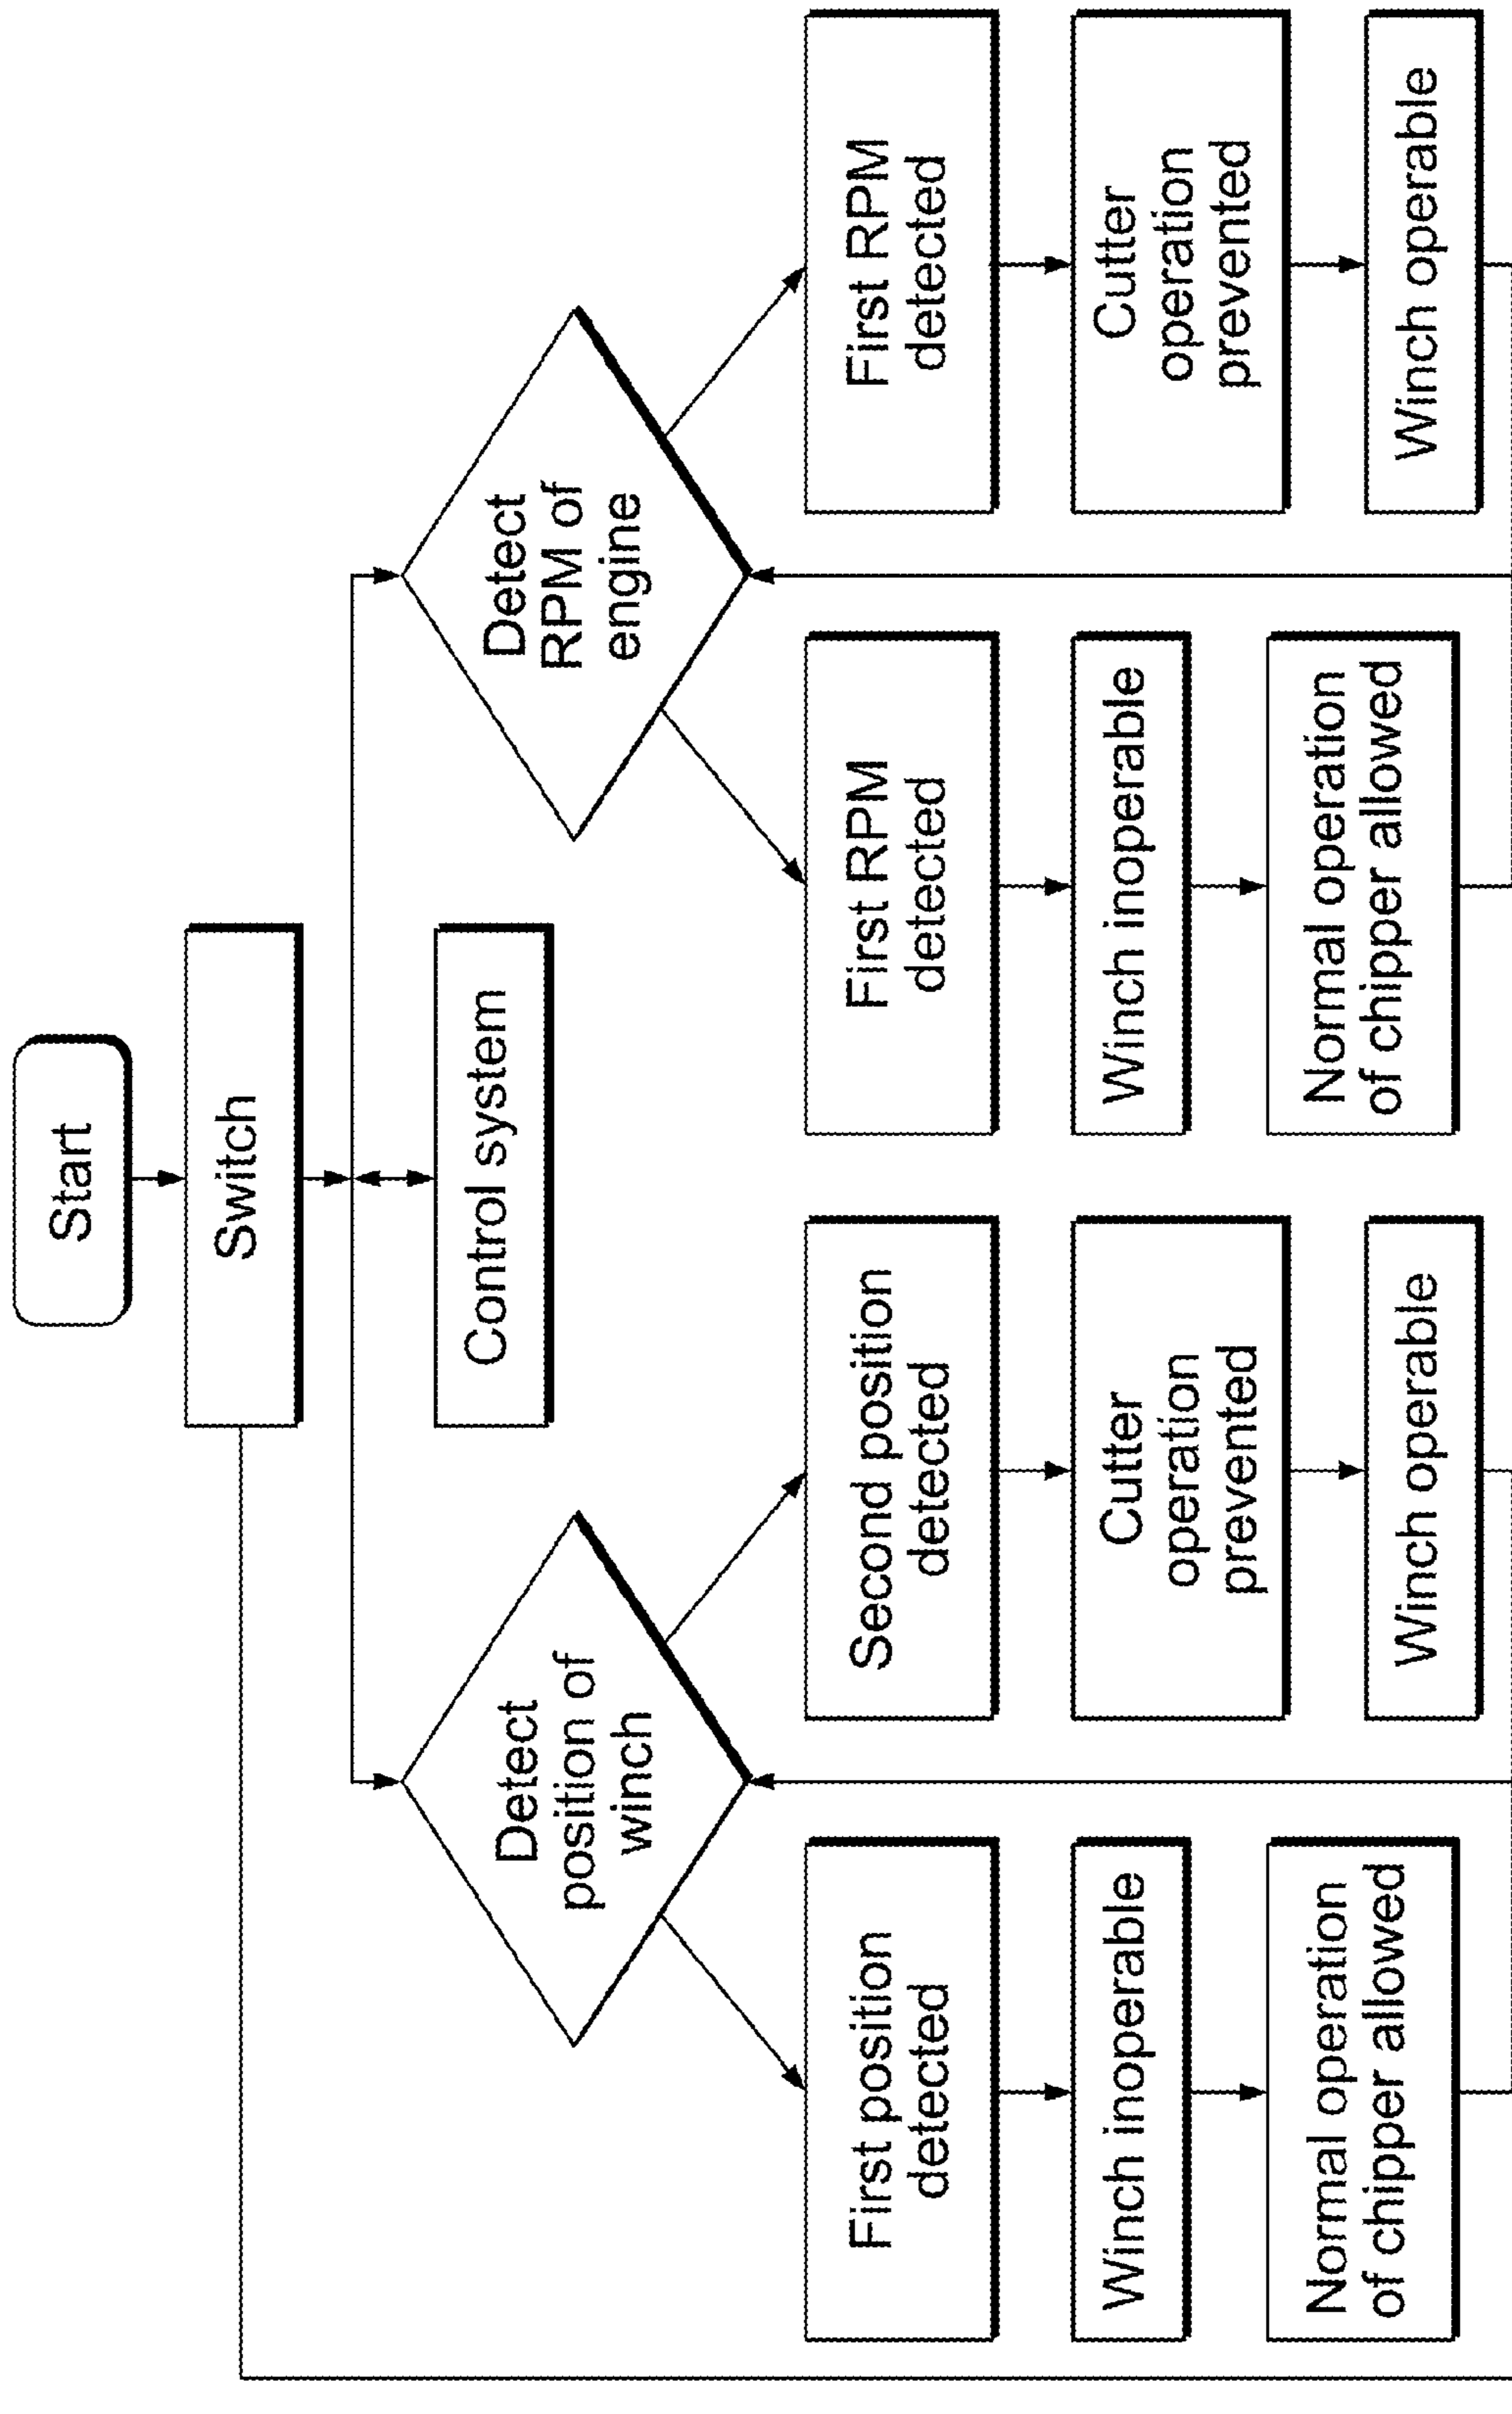 Start
Switch
Control system
Detect
position of
winch
Detect
RPM of
engine
First position
detected
Second position
detected
First RPM
detected
First RPM
detected
Winch inoperable
Cutter
operation
prevented
Winch inoperable
Cutter
operation
prevented
Normal operation
of chipper allowed
Winch operable
Normal operation
of chipper allowed
Winch operable